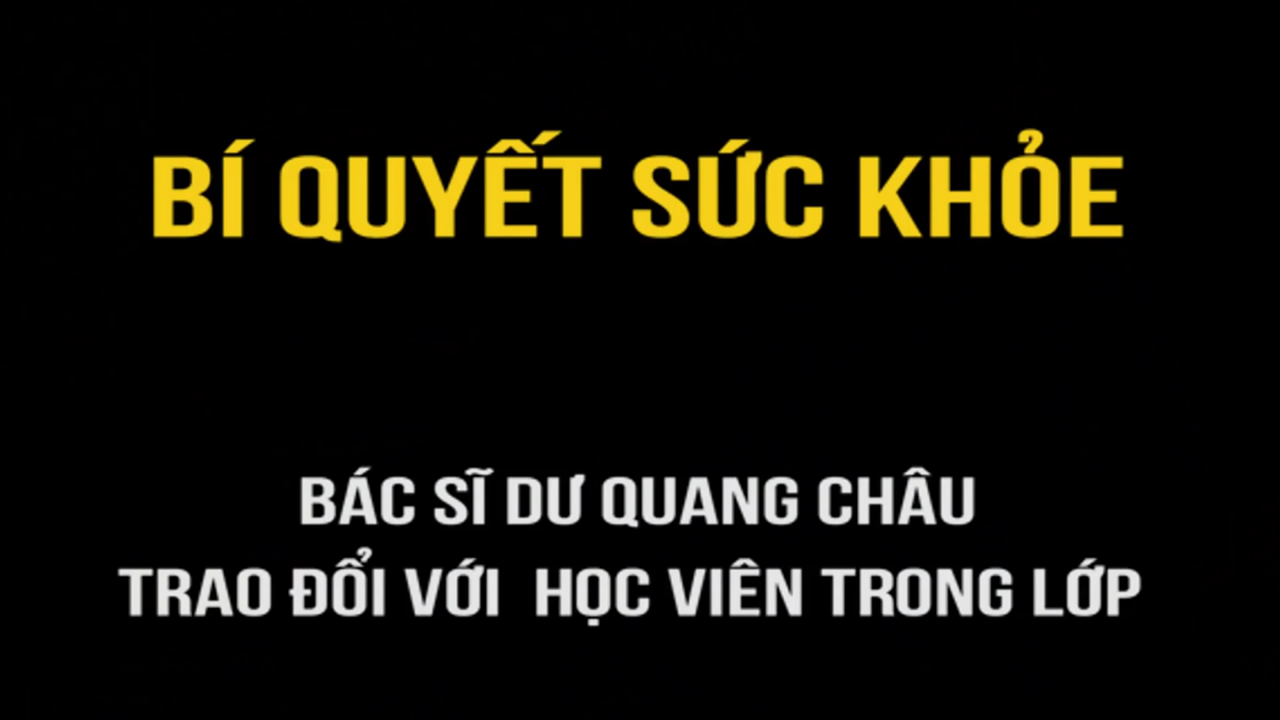 BÍ QUYẾT SỨC KHỎE
BÁC SĨ DƯ QUANG CHÂU
TRAO ĐỔI VỚI HỌC VIÊN TRONG LỚP